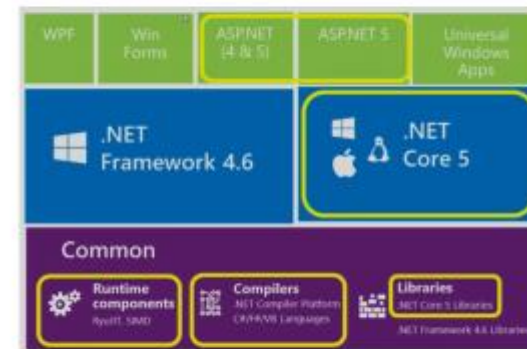 WPF
Win
Forms
ASP.NET
(4 & 5)
ASP.NET 5
Universal
Windows
Apps
.NET
Framework 4.6
.NET
Core 5
Common
Runtime
components
RyuJIT, SIMD
Compilers
.NET Compiler Platform
C#/F#/VB Languages
Libraries
.NET Core 5 Libraries
.NET Framework 4.6 Libraries